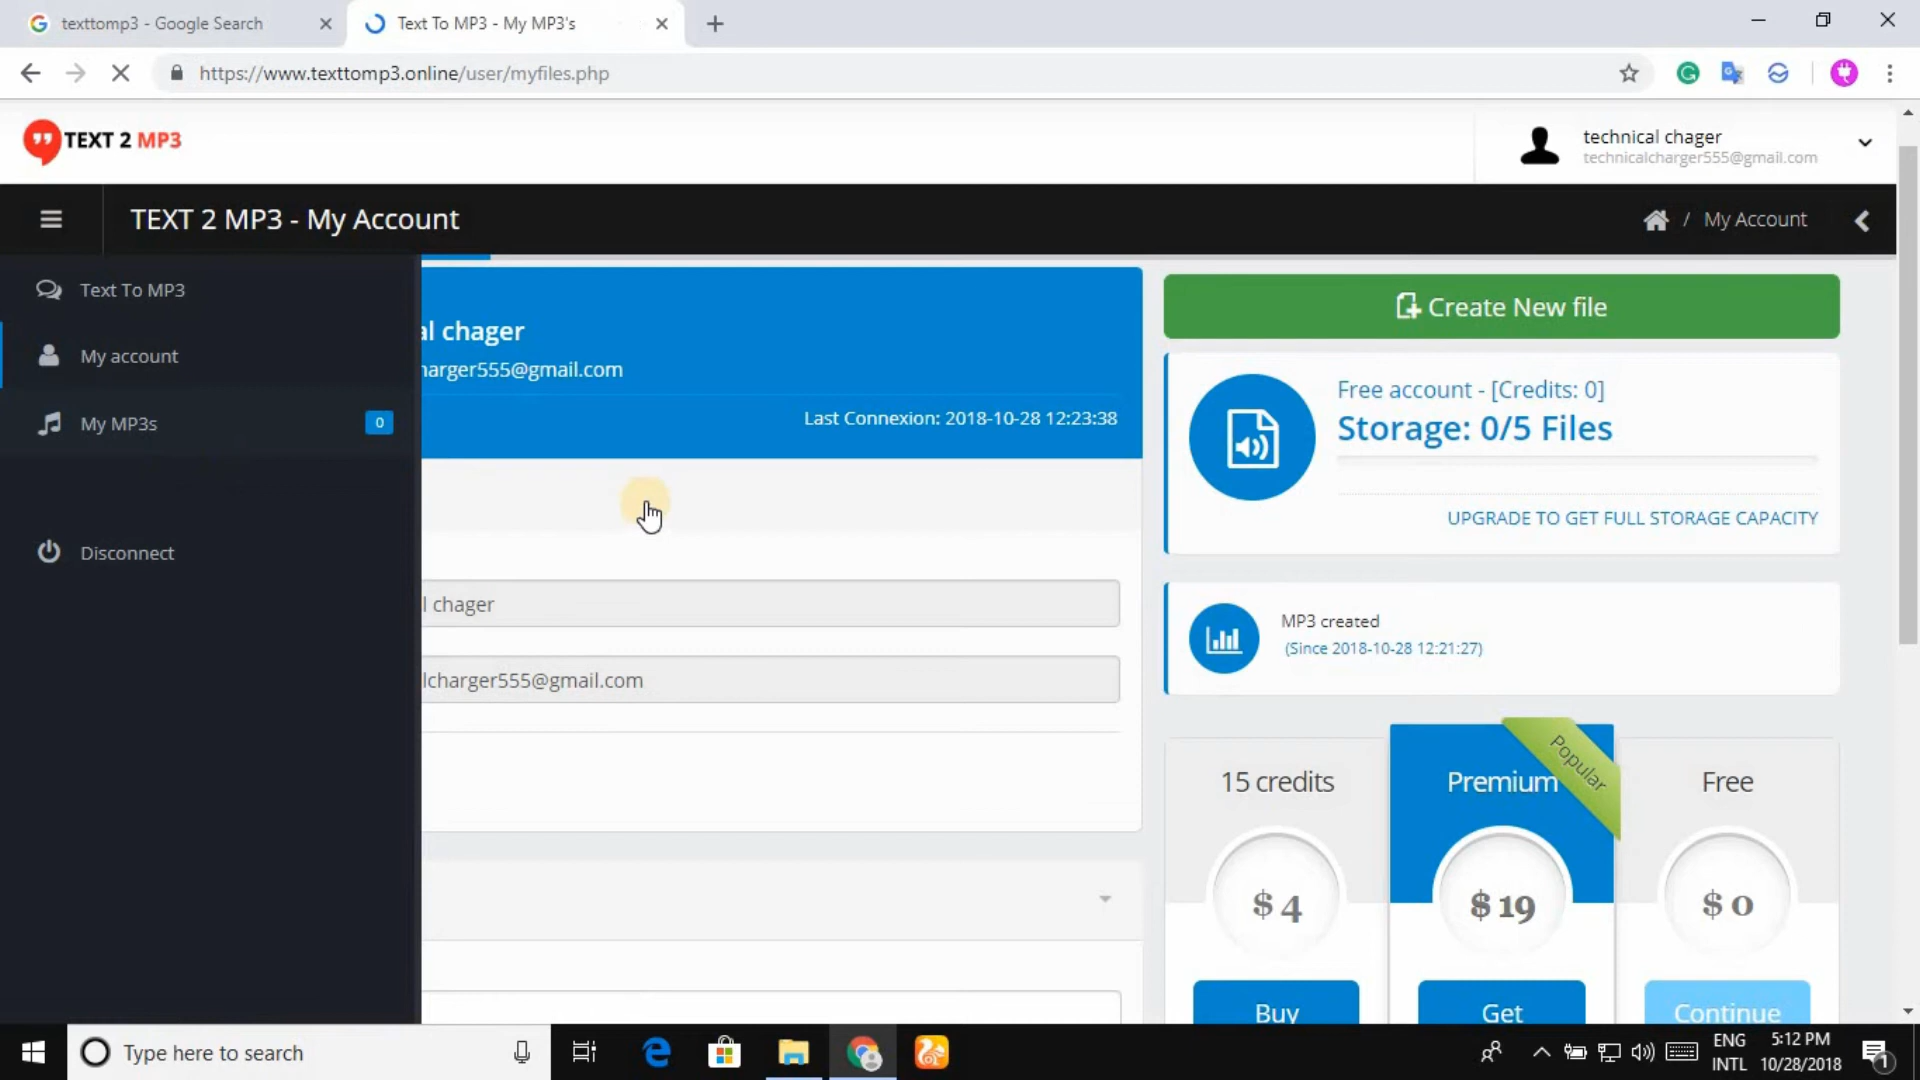 texttomp3 - Google Search
Text To MP3 - My MP3's
https://www.texttomp3.online/user/myfiles.php
TEXT 2 MP3
technical chager
technicalcharger555@gmail.com
TEXT 2 MP3 - My Account
/ My Account
Text To MP3
My account
My MP3s
0
Disconnect
al chager
harger555@gmail.com
Last Connexion: 2018-10-28 12:23:38
l chager
lcharger555@gmail.com
Create New file
Free account - [Credits: 0]
Storage: 0/5 Files
UPGRADE TO GET FULL STORAGE CAPACITY
MP3 created
(Since 2018-10-28 12:21:27)
15 credits
$ 4
Buy
Premium
Popular
$ 19
Get
Free
$ 0
Continue
Type here to search
ENG
INTL
5:12 PM
10/28/2018
1